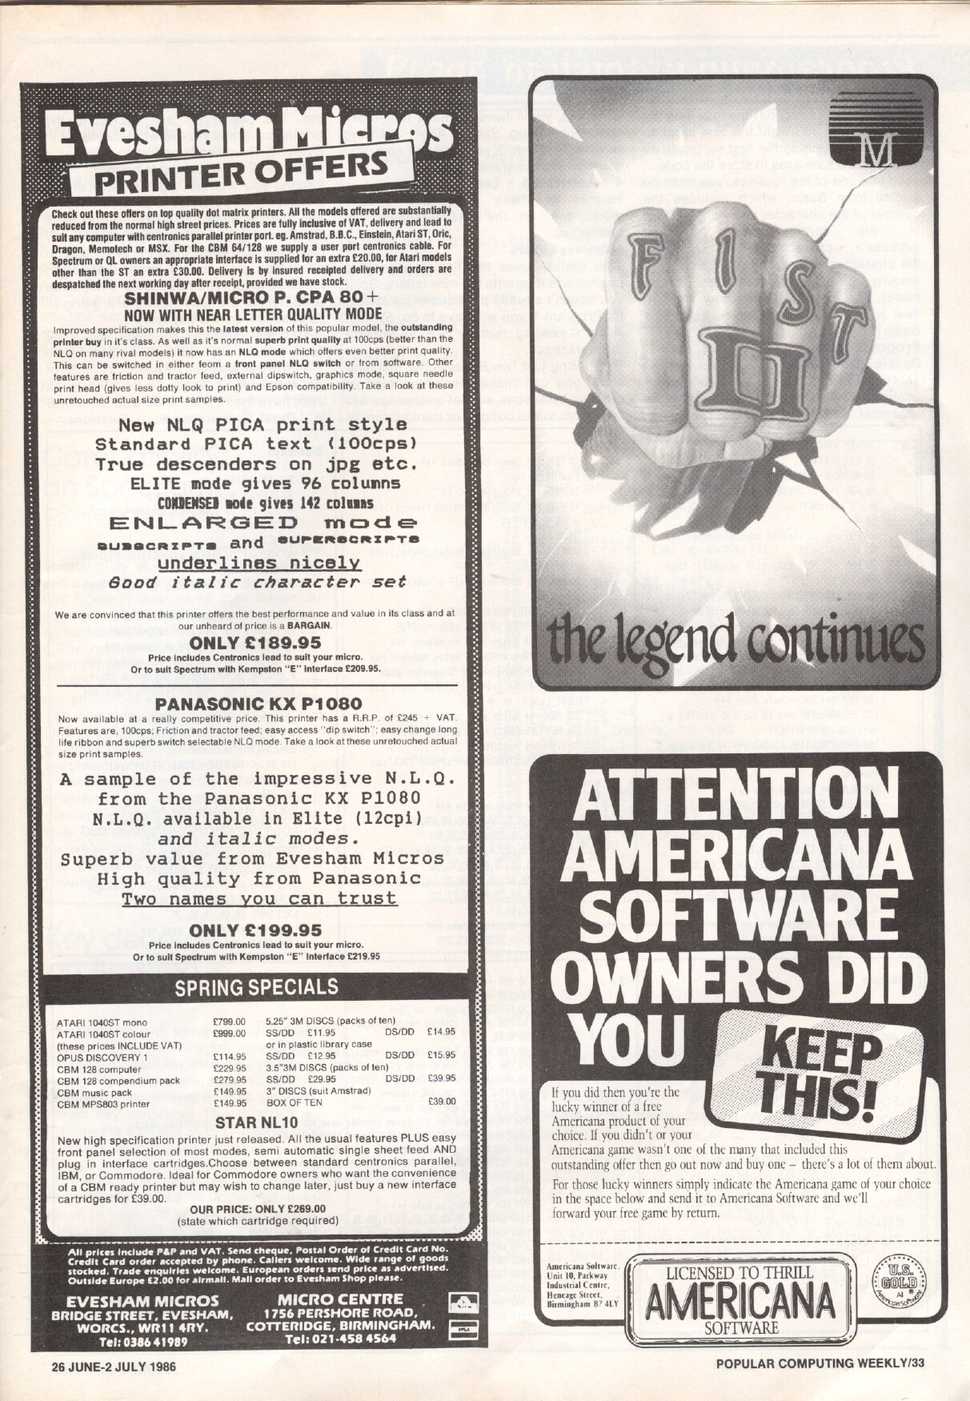 Evesham Micros
PRINTER OFFERS
Check out these offers on top quality dot matrix printers. All the models offered are substantially
reduced from the normal high street prices. Prices are fully inclusive of VAT, delivery and lead to
suit any computer with centronics parallel printer port. eg. Amstrad, B.B.C., Einstein, Atari ST, Oric,
Dragon, Memotech or MSX. For the CBM 64/128 we supply a user port centronics cable. For
Spectrum or QL owners an appropriate interface is supplied for an extra £20.00, for Atari models
other than the ST an extra £30.00. Delivery is by insured receipted delivery and orders are
despatched the next working day after receipt, provided we have stock.
SHINWA/MICRO P. CPA 80+
NOW WITH NEAR LETTER QUALITY MODE
Improved specification makes this the latest version of this popular model, the outstanding
printer buy in it's class. As well as it's normal superb print quality at 100cps (better than the
NLQ on many rival models) it now has an NLQ mode which offers even better print quality.
This can be switched in either feom a front panel NLQ switch or from software. Other
features are friction and tractor feed, external dipswitch, graphics mode, square needle
print head (gives less dotty look to print) and Epson compatibility. Take a look at these
unretouched actual size print samples.
New NLQ PICA print style
Standard PICA text (100cps)
True descenders on jpg etc.
ELITE mode gives 96 columns
CONDENSED mode gives 142 columns
ENLARGED mode
SUBSCRIPTS and SUPERSCRIPTS
underlines nicely
Good italic character set
We are convinced that this printer offers the best performance and value in its class and at
our unheard of price is a BARGAIN.
ONLY £189.95
Price includes Centronics lead to suit your micro.
Or to suit Spectrum with Kempston "E" Interface £209.95.
PANASONIC KX P1080
Now available at a really competitive price. This printer has a R.R.P. of £245 + VAT.
Features are, 100cps; Friction and tractor feed; easy access "dip switch"; easy change long
life ribbon and superb switch selectable NLQ mode. Take a look at these unretouched actual
size print samples.
A sample of the impressive N.L.Q.
from the Panasonic KX P1080
N.L.Q. available in Elite (12cpi)
and italic modes.
Superb value from Evesham Micros
High quality from Panasonic
Two names you can trust
ONLY £199.95
Price includes Centronics lead to suit your micro.
Or to suit Spectrum with Kempston "E" Interface £219.95
SPRING SPECIALS
ATARI 1040ST mono £799.00
ATARI 1040ST colour £999.00
(these prices INCLUDE VAT)
OPUS DISCOVERY 1 £114.95
CBM 128 computer £229.95
CBM 128 compendium pack £279.95
CBM music pack £149.95
CBM MPS803 printer £149.95
5.25" 3M DISCS (packs of ten)
SS/DD £11.95 DS/DD £14.95
or in plastic library case
SS/DD £12.95 DS/DD £15.95
3.5"3M DISCS (packs of ten)
SS/DD £29.95 DS/DD £39.95
3" DISCS (suit Amstrad)
BOX OF TEN £39.00
STAR NL10
New high specification printer just released. All the usual features PLUS easy
front panel selection of most modes, semi automatic single sheet feed AND
plug in interface cartridges.Choose between standard centronics parallel,
IBM, or Commodore. Ideal for Commodore owners who want the convenience
of a CBM ready printer but may wish to change later, just buy a new interface
cartridges for £39.00.
OUR PRICE: ONLY £269.00
(state which cartridge required)
All prices include P&P and VAT. Send cheque, Postal Order of Credit Card No.
Credit Card order accepted by phone. Callers welcome. Wide range of goods
stocked. Trade enquiries welcome. European orders send price as advertised.
Outside Europe £2.00 for airmail. Mail order to Evesham Shop please.
EVESHAM MICROS
BRIDGE STREET, EVESHAM,
WORCS., WR11 4RY.
Tel: 0386 41989
MICRO CENTRE
1756 PERSHORE ROAD,
COTTERIDGE, BIRMINGHAM.
Tel: 021-458 4564
M
FIST
II
the legend continues
ATTENTION
AMERICANA
SOFTWARE
OWNERS DID
YOU
KEEP
THIS!
If you did then you're the
lucky winner of a free
Americana product of your
choice. If you didn't or your
Americana game wasn't one of the many that included this
outstanding offer then go out now and buy one – there's a lot of them about.
For those lucky winners simply indicate the Americana game of your choice
in the space below and send it to Americana Software and we'll
forward your free game by return.
Americana Software,
Unit 10, Parkway
Industrial Centre,
Heneage Street,
Birmingham B7 4LY
LICENSED TO THRILL
AMERICANA
SOFTWARE
U.S.
GOLD
26 JUNE-2 JULY 1986
POPULAR COMPUTING WEEKLY/33